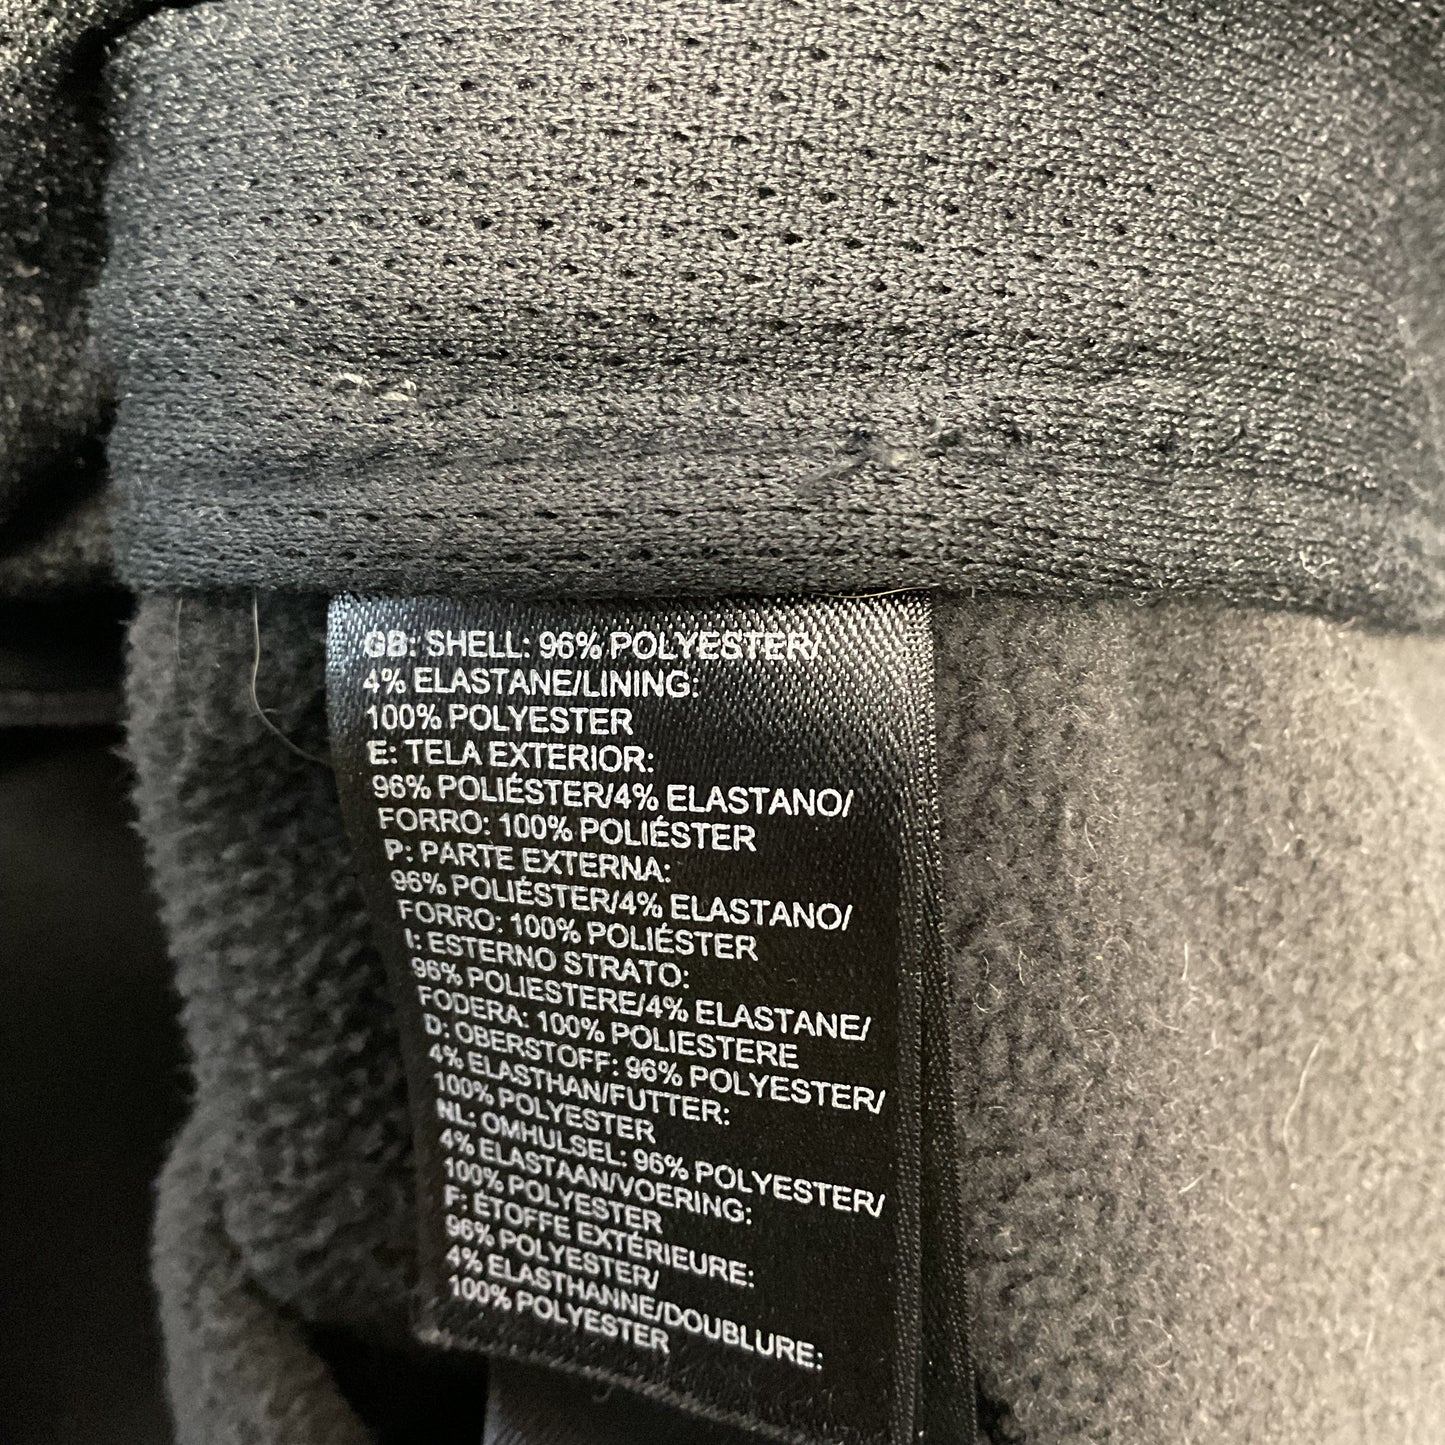 GB: SHELL: 96% POLYESTER/
4% ELASTANE/LINING:
100% POLYESTER
E: TELA EXTERIOR:
96% POLIÉSTER/4% ELASTANO/
FORRO: 100% POLIÉSTER
P: PARTE EXTERNA:
96% POLIÉSTER/4% ELASTANO/
FORRO: 100% POLIÉSTER
I: ESTERNO STRATO:
96% POLIESTERE/4% ELASTANE/
FODERA: 100% POLIESTERE
D: OBERSTOFF: 96% POLYESTER/
4% ELASTHAN/FUTTER:
100% POLYESTER
NL: OMHULSEL: 96% POLYESTER/
4% ELASTAAN/VOERING:
100% POLYESTER
F: ÉTOFFE EXTÉRIEURE:
96% POLYESTER/
4% ELASTHANNE/DOUBLURE:
100% POLYESTER